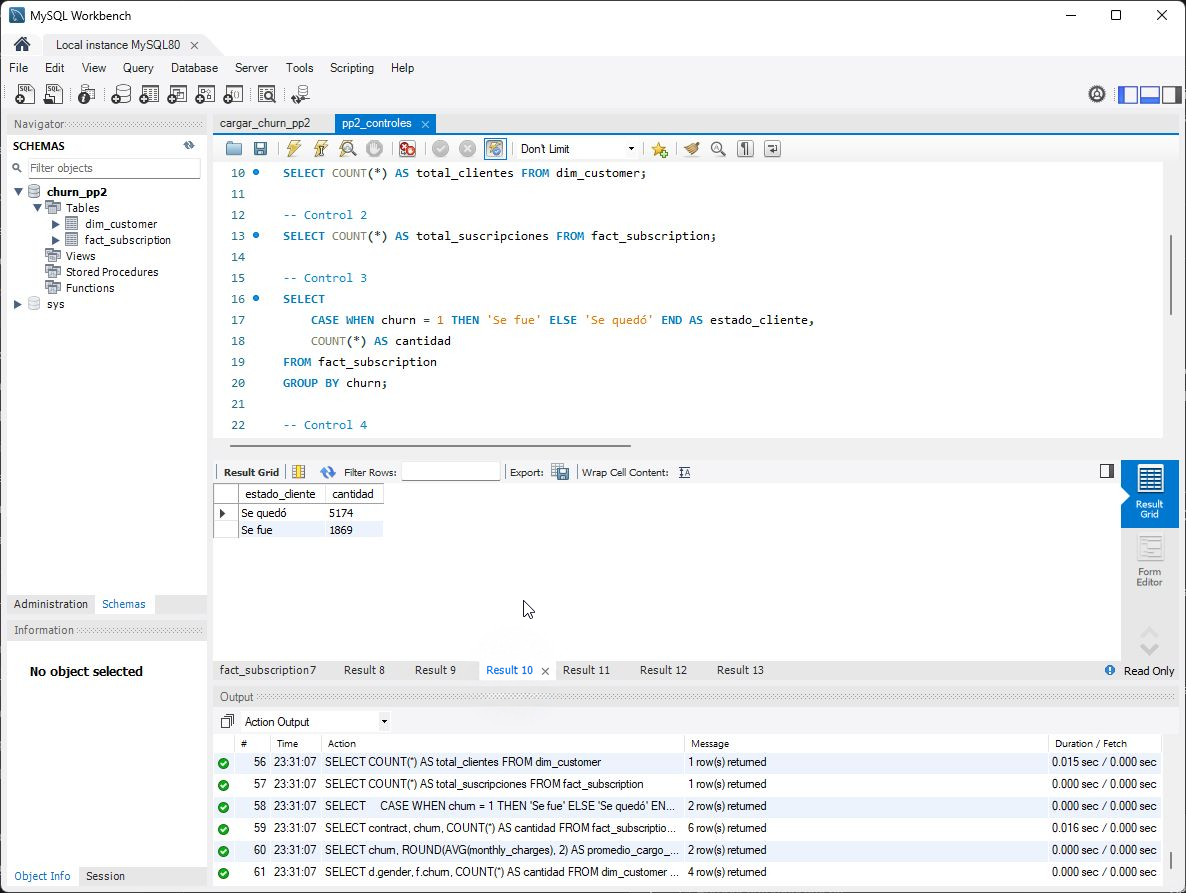 MySQL Workbench
Local instance MySQL80
File Edit View Query Database Server Tools Scripting Help
Navigator
SCHEMAS
Filter objects
churn_pp2
Tables
dim_customer
fact_subscription
Views
Stored Procedures
Functions
sys
Administration Schemas
Information
No object selected
Object Info Session
cargar_churn_pp2 pp2_controles
Don't Limit
10 SELECT COUNT(*) AS total_clientes FROM dim_customer;
11
12 -- Control 2
13 SELECT COUNT(*) AS total_suscripciones FROM fact_subscription;
14
15 -- Control 3
16 SELECT
17 CASE WHEN churn = 1 THEN 'Se fue' ELSE 'Se quedó' END AS estado_cliente,
18 COUNT(*) AS cantidad
19 FROM fact_subscription
20 GROUP BY churn;
21
22 -- Control 4
Result Grid Filter Rows: Export: Wrap Cell Content:
estado_cliente cantidad
Se quedó 5174
Se fue 1869
Result Grid
Form Editor
fact_subscription7 Result 8 Result 9 Result 10 Result 11 Result 12 Result 13 Read Only
Output
Action Output
# Time Action Message Duration / Fetch
56 23:31:07 SELECT COUNT(*) AS total_clientes FROM dim_customer 1 row(s) returned 0.015 sec / 0.000 sec
57 23:31:07 SELECT COUNT(*) AS total_suscripciones FROM fact_subscription 1 row(s) returned 0.000 sec / 0.000 sec
58 23:31:07 SELECT CASE WHEN churn = 1 THEN 'Se fue' ELSE 'Se quedó' EN... 2 row(s) returned 0.000 sec / 0.000 sec
59 23:31:07 SELECT contract, churn, COUNT(*) AS cantidad FROM fact_subscriptio... 6 row(s) returned 0.016 sec / 0.000 sec
60 23:31:07 SELECT churn, ROUND(AVG(monthly_charges), 2) AS promedio_cargo_... 2 row(s) returned 0.000 sec / 0.000 sec
61 23:31:07 SELECT d.gender, f.churn, COUNT(*) AS cantidad FROM dim_customer ... 4 row(s) returned 0.000 sec / 0.000 sec